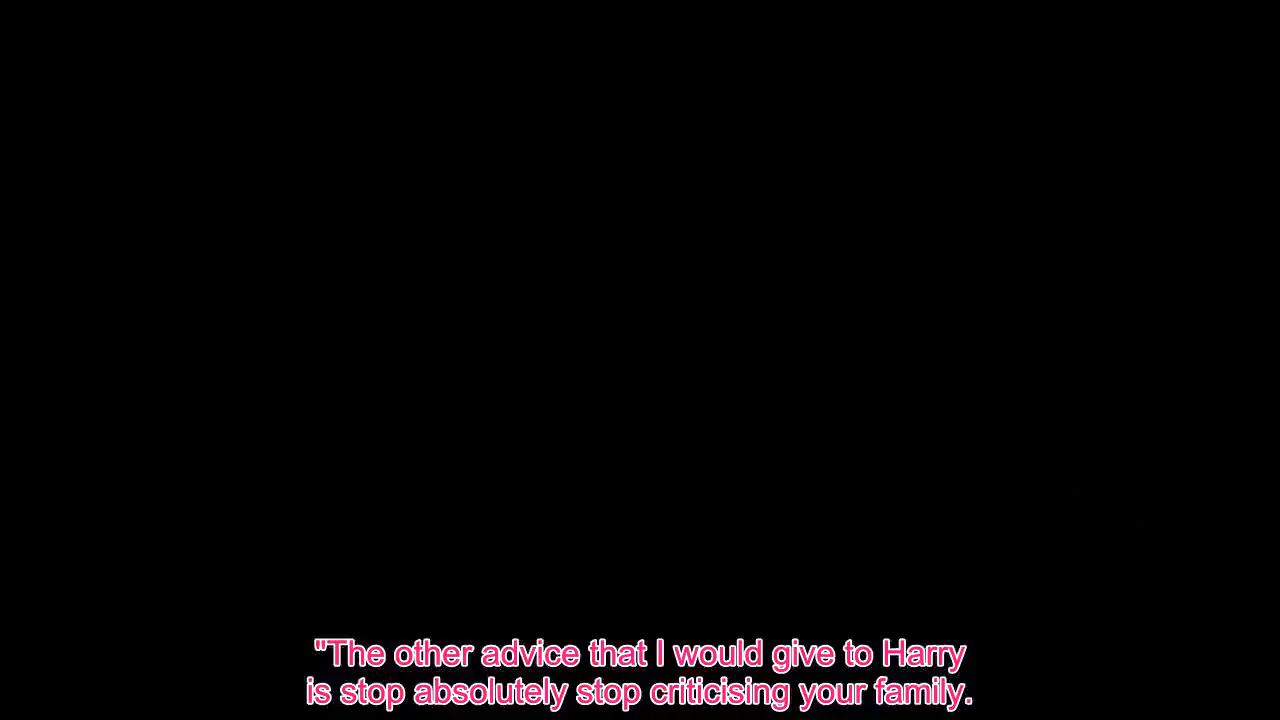 "The other advice that I would give to Harry
is stop absolutely stop criticising your family.